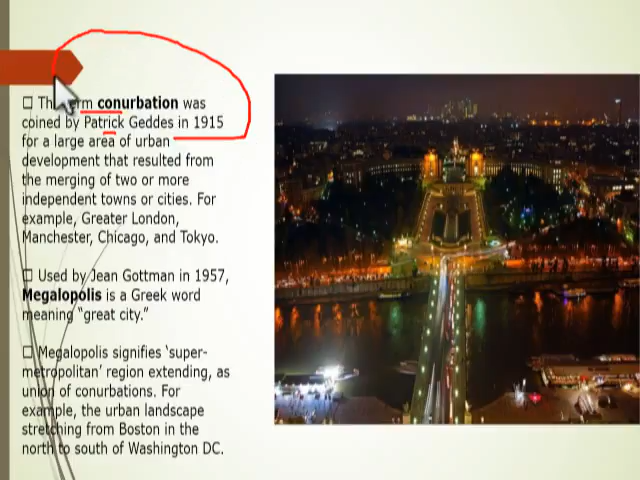 ☐ The term conurbation was
coined by Patrick Geddes in 1915
for a large area of urban
development that resulted from
the merging of two or more
independent towns or cities. For
example, Greater London,
Manchester, Chicago, and Tokyo.
☐ Used by Jean Gottman in 1957,
Megalopolis is a Greek word
meaning “great city.”
☐ Megalopolis signifies ‘super-
metropolitan’ region extending, as
union of conurbations. For
example, the urban landscape
stretching from Boston in the
north to south of Washington DC.